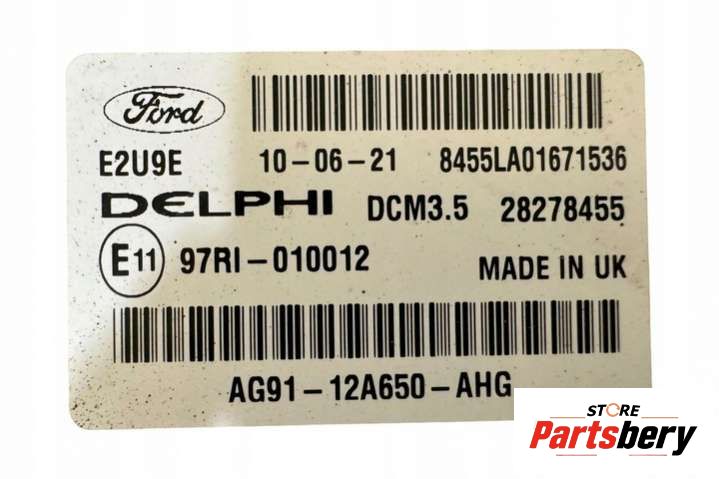 Ford
E2U9E 10-06-21 8455LA01671536
DELPHI DCM3.5 28278455
E11 97RI-010012 MADE IN UK
AG91-12A650-AHG
STORE
Partsbery